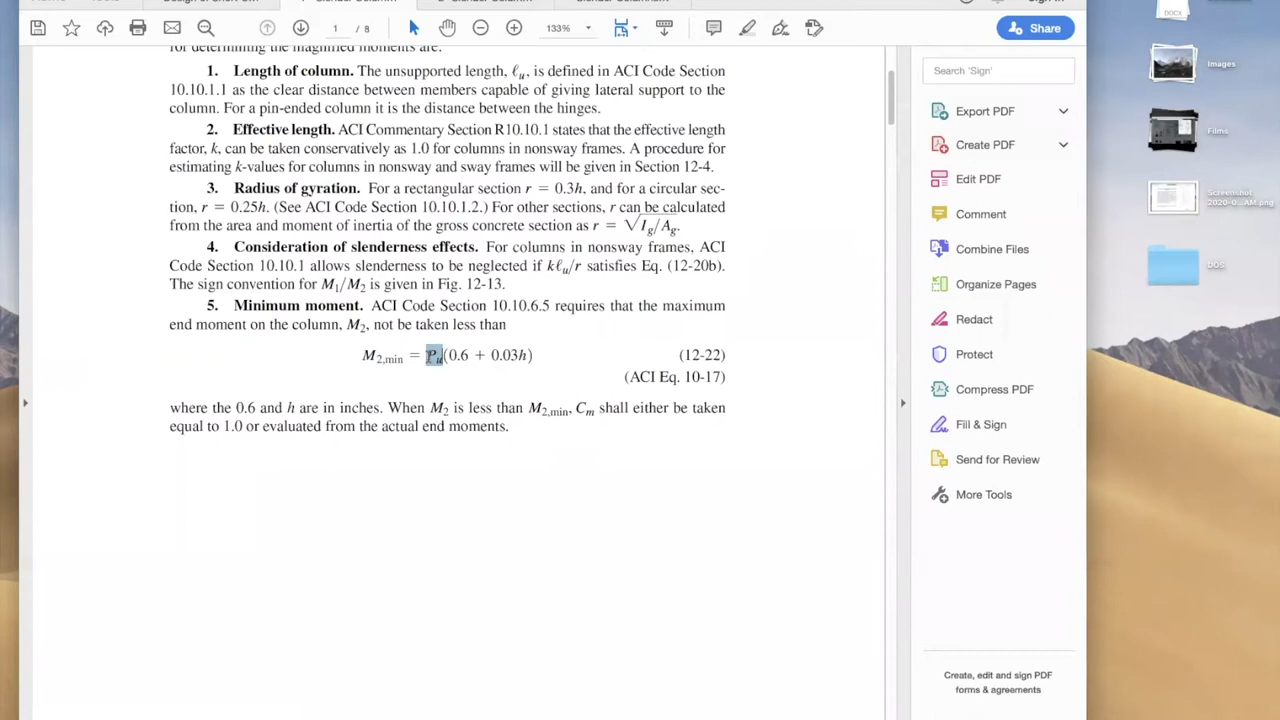 Sign In
1 / 8
133%
Share
for determining the magnified moments are:
1. Length of column. The unsupported length, ℓu, is defined in ACI Code Section
10.10.1.1 as the clear distance between members capable of giving lateral support to the
column. For a pin-ended column it is the distance between the hinges.
2. Effective length. ACI Commentary Section R10.10.1 states that the effective length
factor, k, can be taken conservatively as 1.0 for columns in nonsway frames. A procedure for
estimating k-values for columns in nonsway and sway frames will be given in Section 12-4.
3. Radius of gyration. For a rectangular section r = 0.3h, and for a circular sec-
tion, r = 0.25h. (See ACI Code Section 10.10.1.2.) For other sections, r can be calculated
from the area and moment of inertia of the gross concrete section as r = √Ig/Ag.
4. Consideration of slenderness effects. For columns in nonsway frames, ACI
Code Section 10.10.1 allows slenderness to be neglected if kℓu/r satisfies Eq. (12-20b).
The sign convention for M1/M2 is given in Fig. 12-13.
5. Minimum moment. ACI Code Section 10.10.6.5 requires that the maximum
end moment on the column, M2, not be taken less than
M2,min = Pu(0.6 + 0.03h) (12-22)
(ACI Eq. 10-17)
where the 0.6 and h are in inches. When M2 is less than M2,min, Cm shall either be taken
equal to 1.0 or evaluated from the actual end moments.
Search 'Sign'
Export PDF
Create PDF
Edit PDF
Comment
Combine Files
Organize Pages
Redact
Protect
Compress PDF
Fill & Sign
Send for Review
More Tools
Create, edit and sign PDF
forms & agreements
DOCX
Images
Films
Screenshot
DOS